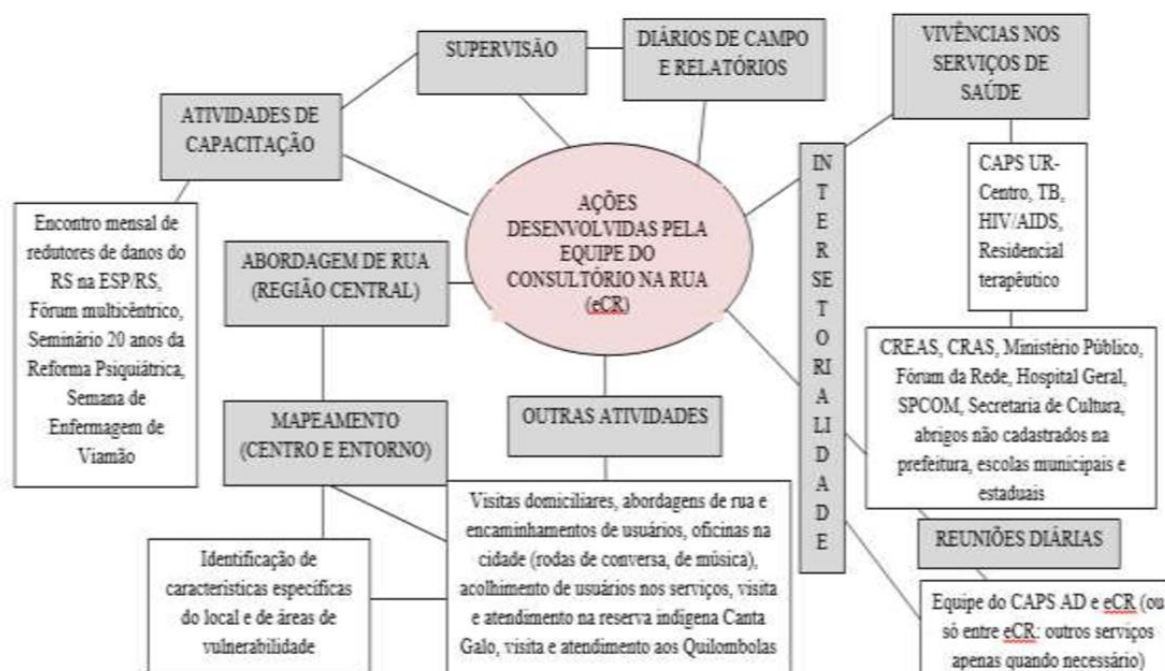 SUPERVISÃO
DIÁRIOS DE CAMPO
E RELATÓRIOS
VIVÊNCIAS NOS
SERVIÇOS DE
SAÚDE
ATIVIDADES DE
CAPACITAÇÃO
Encontro mensal de
redutores de danos do
RS na ESP/RS,
Fórum multicêntrico,
Seminário 20 anos da
Reforma Psiquiátrica,
Semana de
Enfermagem de
Viamão
ABORDAGEM DE RUA
(REGIÃO CENTRAL)
AÇÕES
DESENVOLVIDAS PELA
EQUIPE DO
CONSULTÓRIO NA RUA
(eCR)
IN
T
E
R
SE
T
O
RI
A
LI
D
A
D
E
CAPS UR-
Centro, TB,
HIV/AIDS,
Residencial
terapêutico
CREAS, CRAS, Ministério Público,
Fórum da Rede, Hospital Geral,
SPCOM, Secretaria de Cultura,
abrigos não cadastrados na
prefeitura, escolas municipais e
estaduais
MAPEAMENTO
(CENTRO E ENTORNO)
OUTRAS ATIVIDADES
Identificação de
características específicas
do local e de áreas de
vulnerabilidade
Visitas domiciliares, abordagens de rua e
encaminhamentos de usuários, oficinas na
cidade (rodas de conversa, de música),
acolhimento de usuários nos serviços, visita
e atendimento na reserva indígena Canta
Galo, visita e atendimento aos Quilombolas
REUNIÕES DIÁRIAS
Equipe do CAPS AD e eCR (ou
só entre eCR: outros serviços
apenas quando necessário)